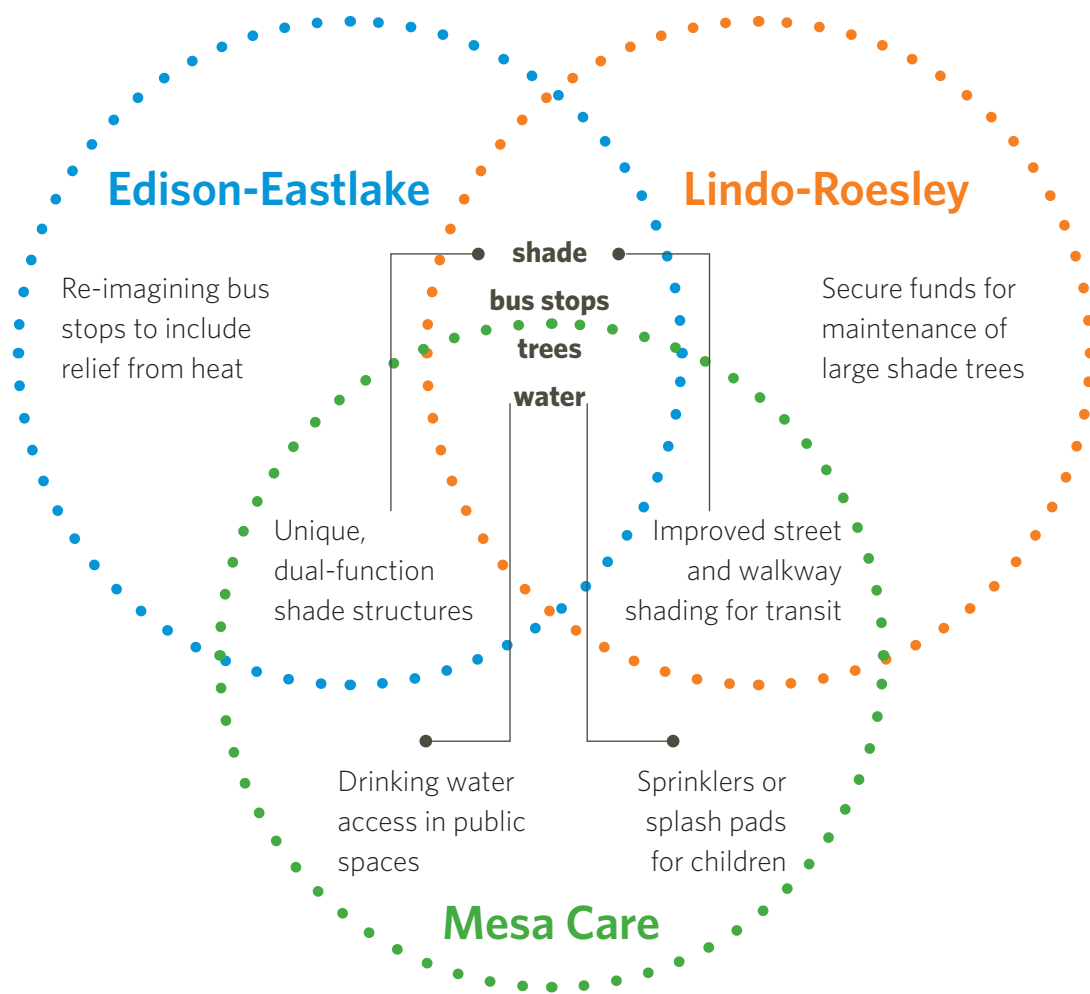 Edison-Eastlake
Lindo-Roesley
shade
bus stops
trees
water
Re-imagining bus
stops to include
relief from heat
Secure funds for
maintenance of
large shade trees
Unique,
dual-function
shade structures
Improved street
and walkway
shading for transit
Drinking water
access in public
spaces
Sprinklers or
splash pads
for children
Mesa Care